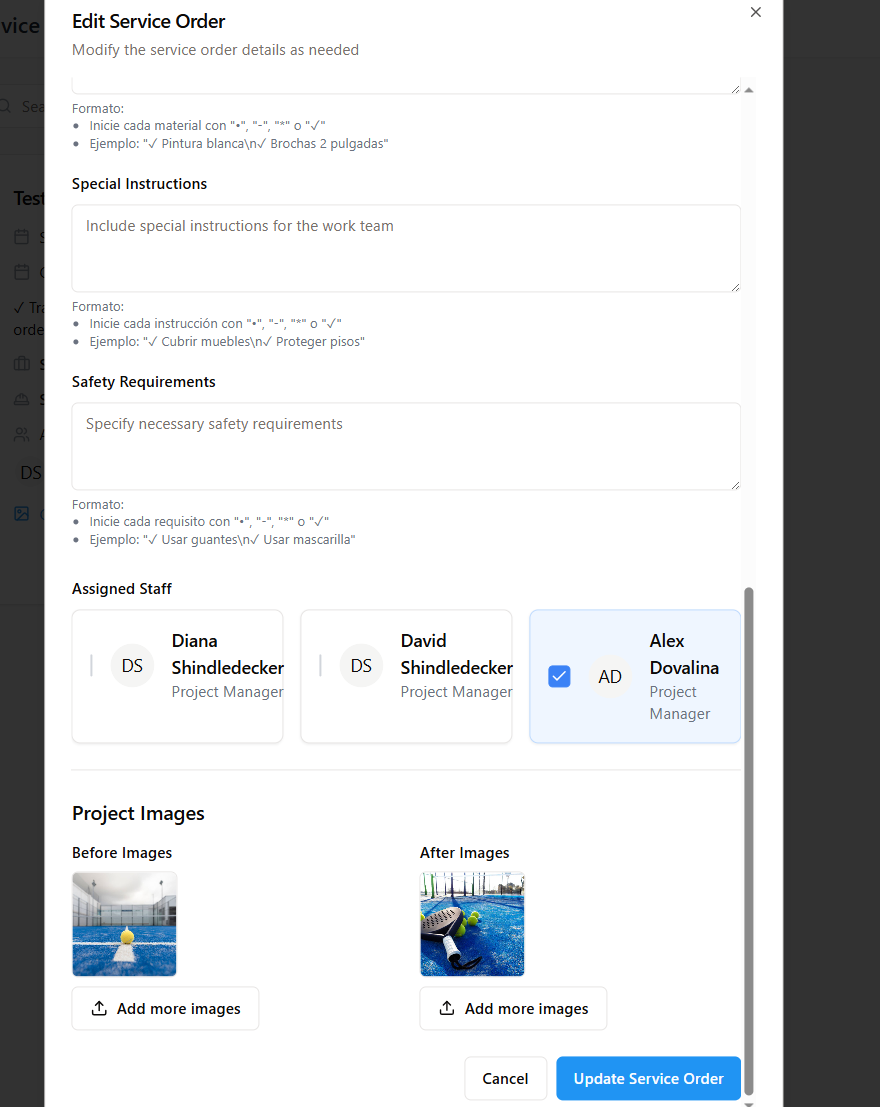 vice
Edit Service Order
Modify the service order details as needed
Sea
Formato:
• Inicie cada material con "•", "-", "*" o "✓"
• Ejemplo: "✓ Pintura blanca\n✓ Brochas 2 pulgadas"
Test
Special Instructions
Include special instructions for the work team
✓ Tra
orde
Formato:
• Inicie cada instrucción con "•", "-", "*" o "✓"
• Ejemplo: "✓ Cubrir muebles\n✓ Proteger pisos"
Safety Requirements
Specify necessary safety requirements
DS
Formato:
• Inicie cada requisito con "•", "-", "*" o "✓"
• Ejemplo: "✓ Usar guantes\n✓ Usar mascarilla"
Assigned Staff
DS
Diana
Shindledecker
Project Manager
DS
David
Shindledecker
Project Manager
AD
Alex
Dovalina
Project
Manager
Project Images
Before Images
After Images
Add more images
Add more images
Cancel
Update Service Order